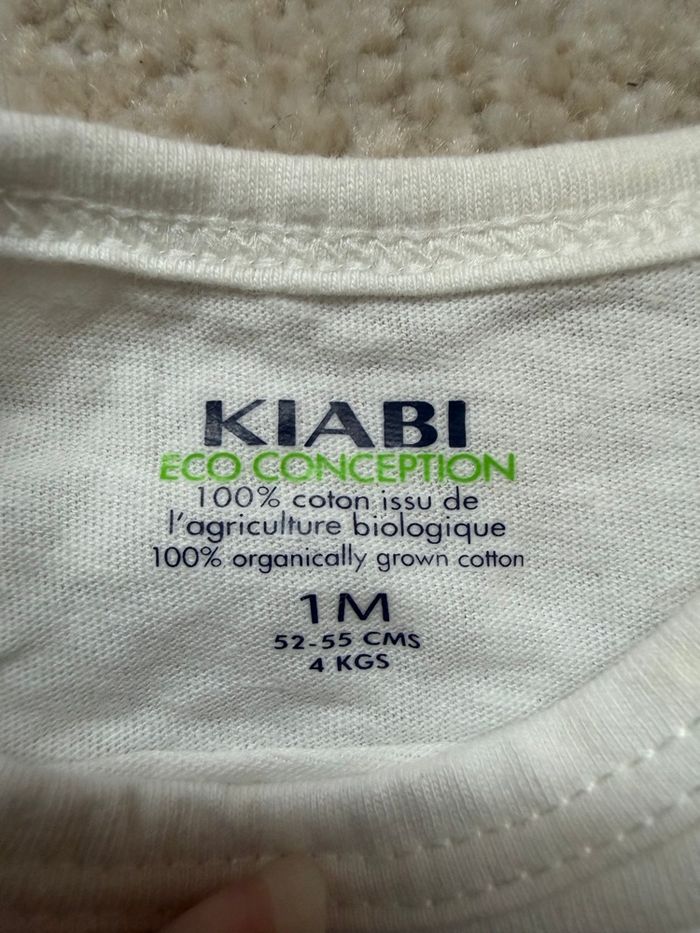 KIABI
ECO CONCEPTION
100% coton issu de
l'agriculture biologique
100% organically grown cotton
1M
52-55 CMS
4 KGS